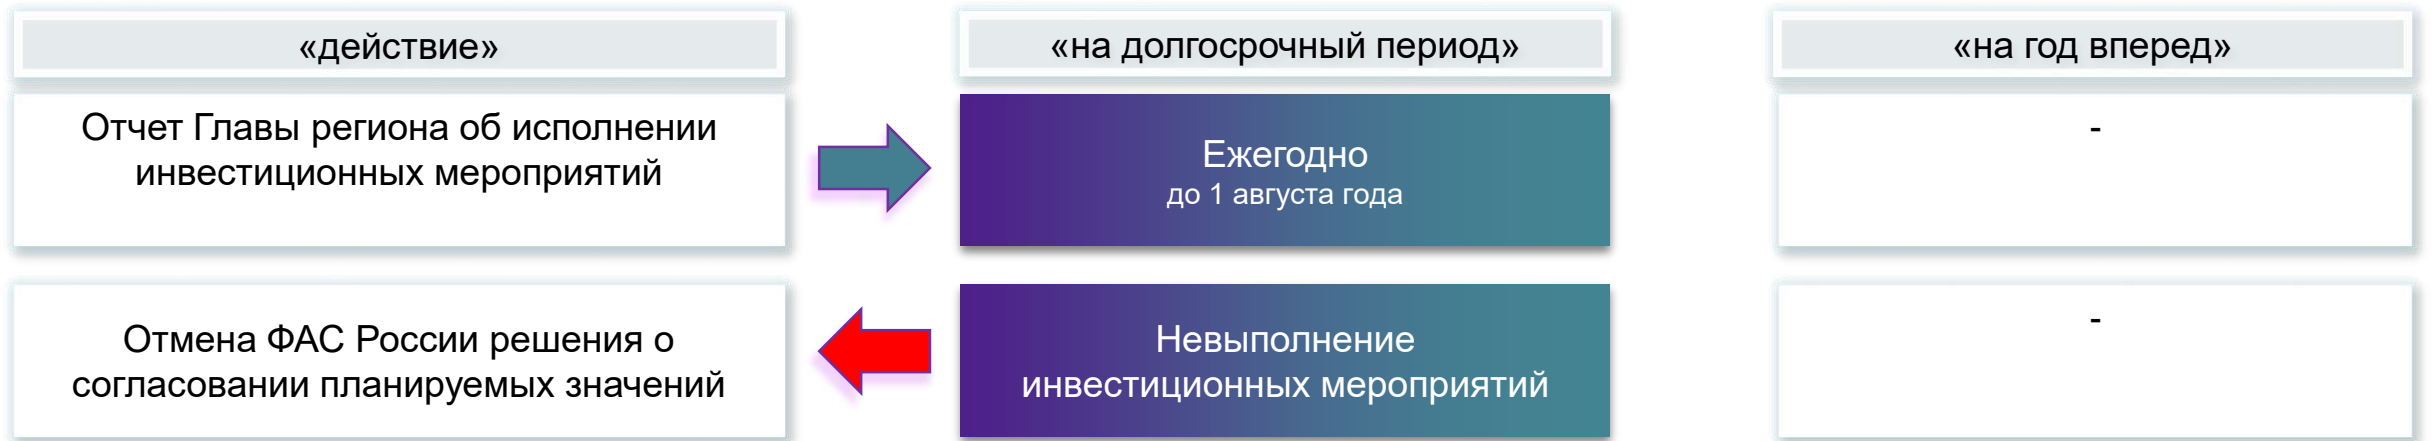 «действие»
«на долгосрочный период»
«на год вперед»
Отчет Главы региона об исполнении
инвестиционных мероприятий
Ежегодно
до 1 августа года
-
Отмена ФАС России решения о
согласовании планируемых значений
Невыполнение
инвестиционных мероприятий
-